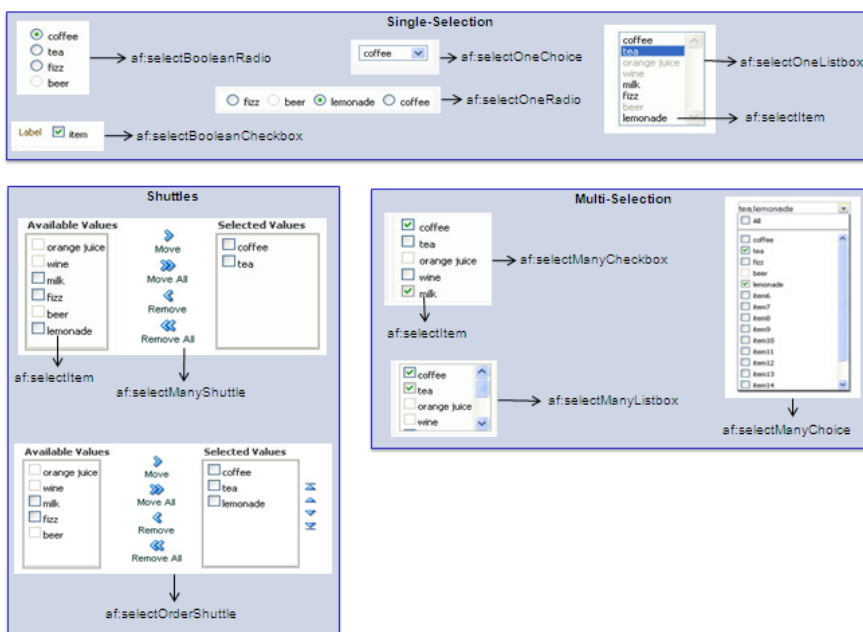 Single-Selection
coffee
tea
fizz
beer
af:selectBooleanRadio
coffee
af:selectOneChoice
coffee
tea
orange juice
wine
milk
fizz
beer
lemonade
af:selectOneListbox
af:selectItem
fizz beer lemonade coffee
af:selectOneRadio
Label item
af:selectBooleanCheckbox
Shuttles
Available Values
orange juice
wine
milk
fizz
beer
lemonade
Move
Move All
Remove
Remove All
Selected Values
coffee
tea
af:selectItem
af:selectManyShuttle
Available Values
orange juice
wine
milk
fizz
beer
Move
Move All
Remove
Remove All
Selected Values
coffee
tea
lemonade
af:selectOrderShuttle
Multi-Selection
coffee
tea
orange juice
wine
milk
af:selectManyCheckbox
af:selectItem
coffee
tea
orange juice
wine
af:selectManyListbox
tea;lemonade
All
coffee
tea
fizz
beer
lemonade
item6
item7
item8
item9
item10
item11
item12
item13
item14
af:selectManyChoice